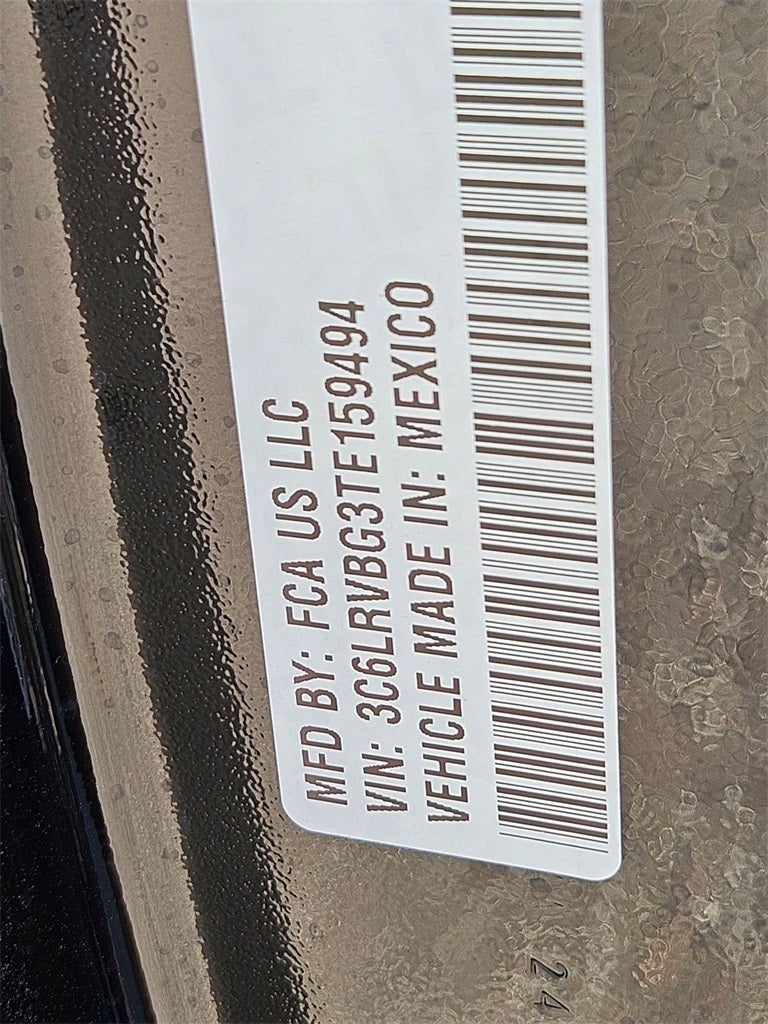 MFD BY: FCA US LLC
VIN: 3C6LRVBG3TE159494
VEHICLE MADE IN: MEXICO
24